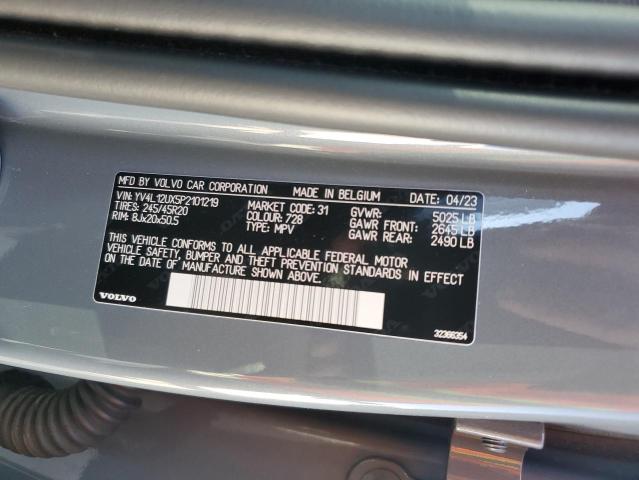 MFD BY VOLVO CAR CORPORATION MADE IN BELGIUM DATE: 04/23
VIN: YV4L12UX5P2101219 MARKET CODE: 31 GVWR: 5025 LB
TIRES: 245/45R20 COLOUR: 728 GAWR FRONT: 2645 LB
RIM: 8Jx20x50.5 TYPE: MPV GAWR REAR: 2490 LB
THIS VEHICLE CONFORMS TO ALL APPLICABLE FEDERAL MOTOR
VEHICLE SAFETY, BUMPER AND THEFT PREVENTION STANDARDS IN EFFECT
ON THE DATE OF MANUFACTURE SHOWN ABOVE.
VOLVO 32366354